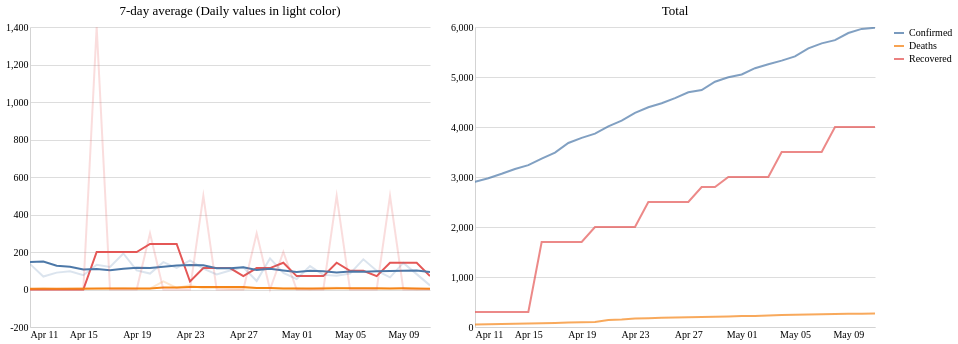 7-day average (Daily values in light color)
1,400
1,200
1,000
800
600
400
200
0
-200
Apr 11 Apr 15 Apr 19 Apr 23 Apr 27 May 01 May 05 May 09
Total
6,000
5,000
4,000
3,000
2,000
1,000
0
Apr 11 Apr 15 Apr 19 Apr 23 Apr 27 May 01 May 05 May 09
Confirmed
Deaths
Recovered